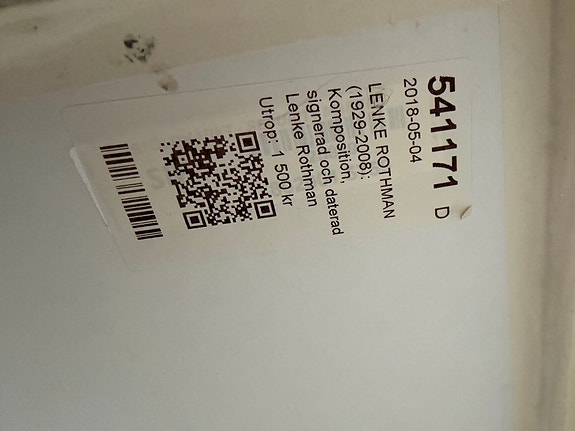 541171 D
2018-05-04
LENKE ROTHMAN
(1929-2008):
Komposition,
signerad och daterad
Lenke Rothman
Utrop: 1 500 kr